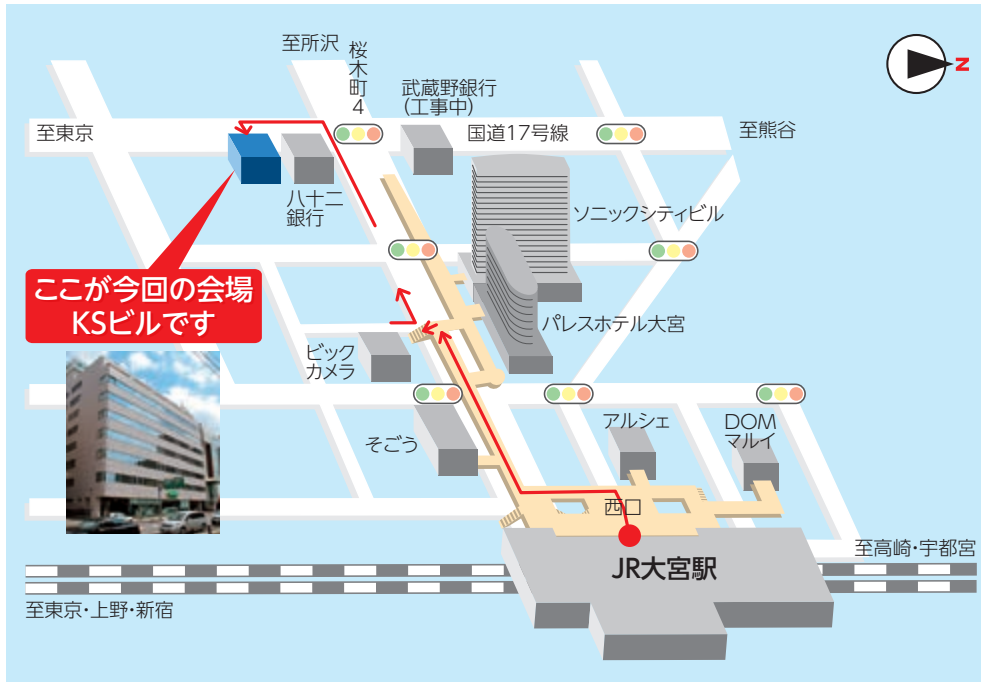 至所沢
桜木町4
武蔵野銀行
(工事中)
N
至東京
国道17号線
至熊谷
八十二
銀行
ソニックシティビル
ここが今回の会場
KSビルです
パレスホテル大宮
ビック
カメラ
そごう
アルシェ
DOM
マルイ
西口
JR大宮駅
至高崎・宇都宮
至東京・上野・新宿